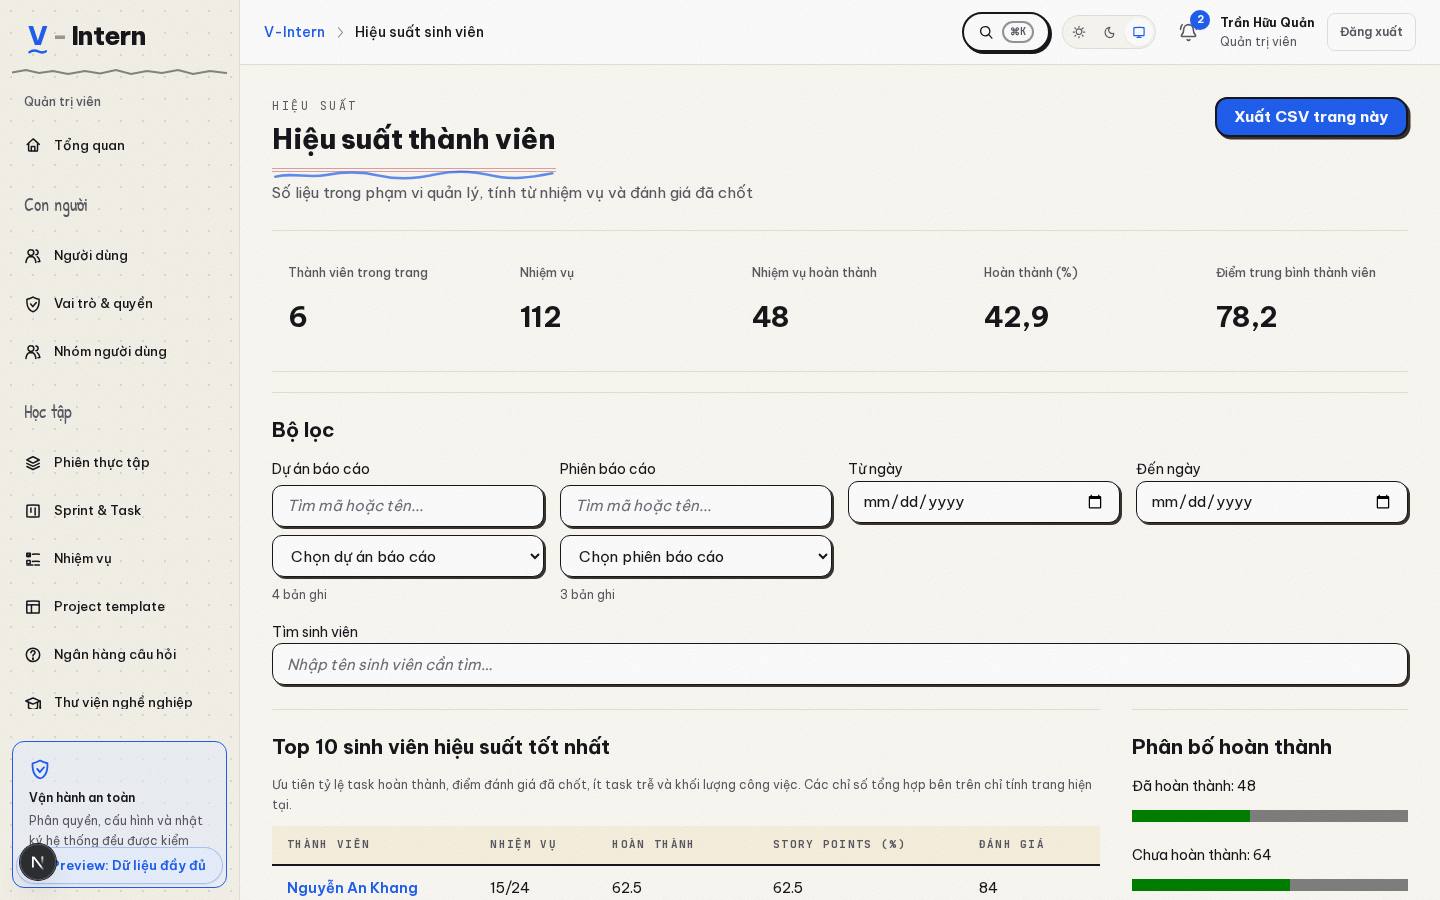 V - Intern
Quản trị viên
Tổng quan
Con người
Người dùng
Vai trò & quyền
Nhóm người dùng
Học tập
Phiên thực tập
Sprint & Task
Nhiệm vụ
Project template
Ngân hàng câu hỏi
Thư viện nghề nghiệp
Vận hành an toàn
Phân quyền, cấu hình và nhật
ký hệ thống đều được kiểm
Preview: Dữ liệu đầy đủ
N
V-Intern
Hiệu suất sinh viên
⌘K
2
Trần Hữu Quản
Quản trị viên
Đăng xuất
HIỆU SUẤT
Hiệu suất thành viên
Số liệu trong phạm vi quản lý, tính từ nhiệm vụ và đánh giá đã chốt
Xuất CSV trang này
Thành viên trong trang
Nhiệm vụ
Nhiệm vụ hoàn thành
Hoàn thành (%)
Điểm trung bình thành viên
6
112
48
42,9
78,2
Bộ lọc
Dự án báo cáo
Phiên báo cáo
Từ ngày
Đến ngày
Tìm mã hoặc tên...
Tìm mã hoặc tên...
mm/dd/yyyy
mm/dd/yyyy
Chọn dự án báo cáo
Chọn phiên báo cáo
4 bản ghi
3 bản ghi
Tìm sinh viên
Nhập tên sinh viên cần tìm...
Top 10 sinh viên hiệu suất tốt nhất
Ưu tiên tỷ lệ task hoàn thành, điểm đánh giá đã chốt, ít task trễ và khối lượng công việc. Các chỉ số tổng hợp bên trên chỉ tính trang hiện
tại.
THÀNH VIÊN
NHIỆM VỤ
HOÀN THÀNH
STORY POINTS (%)
ĐÁNH GIÁ
Nguyễn An Khang
15/24
62.5
62.5
84
Phân bố hoàn thành
Đã hoàn thành: 48
Chưa hoàn thành: 64